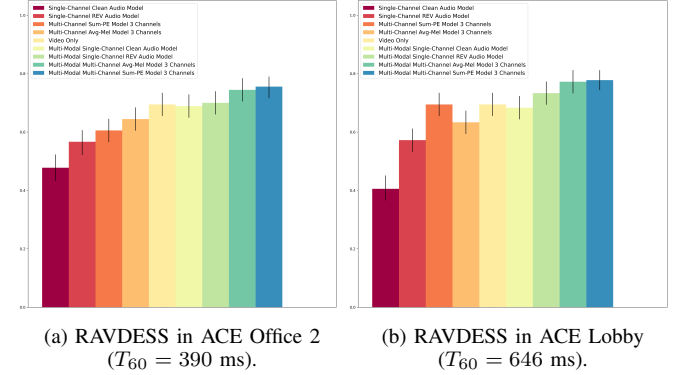 1.0
0.8
0.6
0.4
0.2
0.0
Single-Channel Clean Audio Model
Single-Channel REV Audio Model
Multi-Channel Sum-PE Model 3 Channels
Multi-Channel Avg-Mel Model 3 Channels
Video Only
Multi-Modal Single-Channel Clean Audio Model
Multi-Modal Single-Channel REV Audio Model
Multi-Modal Multi-Channel Avg-Mel Model 3 Channels
Multi-Modal Multi-Channel Sum-PE Model 3 Channels
(a) RAVDESS in ACE Office 2
(T60 = 390 ms).
1.0
0.8
0.6
0.4
0.2
0.0
Single-Channel Clean Audio Model
Single-Channel REV Audio Model
Multi-Channel Sum-PE Model 3 Channels
Multi-Channel Avg-Mel Model 3 Channels
Video Only
Multi-Modal Single-Channel Clean Audio Model
Multi-Modal Single-Channel REV Audio Model
Multi-Modal Multi-Channel Avg-Mel Model 3 Channels
Multi-Modal Multi-Channel Sum-PE Model 3 Channels
(b) RAVDESS in ACE Lobby
(T60 = 646 ms).